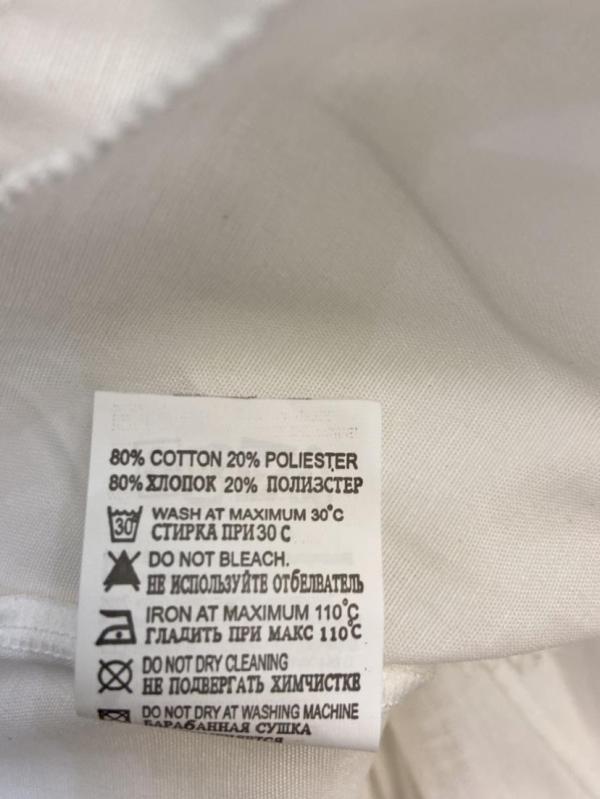 80% COTTON 20% POLIESTER
80% ХЛОПОК 20% ПОЛИЭСТЕР
30 WASH AT MAXIMUM 30°C
СТИРКА ПРИ 30 C
DO NOT BLEACH.
НЕ ИСПОЛЬЗУЙТЕ ОТбЕЛВАТЕЛЬ
IRON AT MAXIMUM 110°C
ГЛАДИТЬ ПРИ МАКС 110°C
DO NOT DRY CLEANING
НЕ ПОДВЕРГАТЬ ХИМЧИСТКЕ
DO NOT DRY AT WASHING MACHINE
БАРАБАННАЯ СУШКА